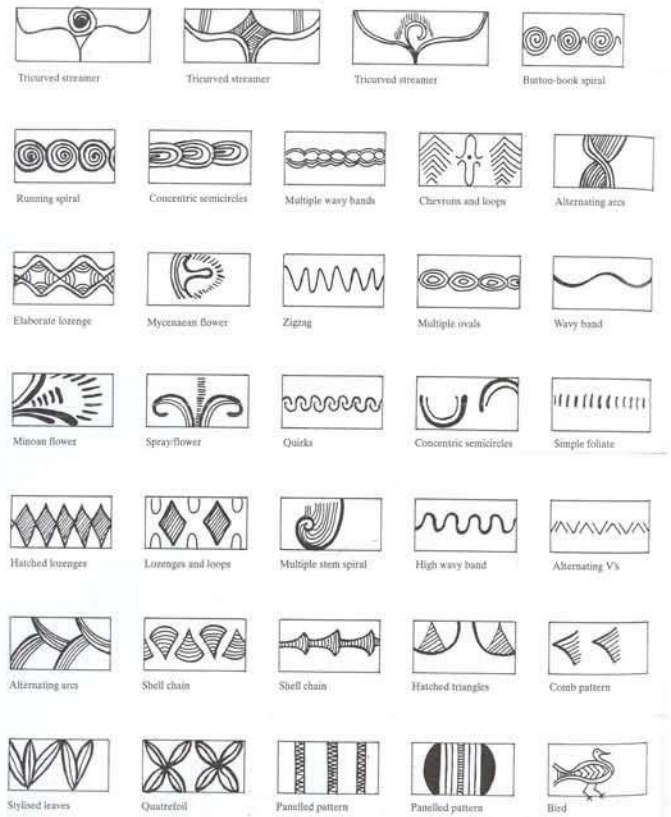 Tricurved streamer
Tricurved streamer
Tricurved streamer
Button-hook spiral
Running spiral
Concentric semicircles
Multiple wavy bands
Chevrons and loops
Alternating arcs
Elaborate lozenge
Mycenaean flower
Zigzag
Multiple ovals
Wavy band
Minoan flower
Spray/flower
Quirks
Concentric semicircles
Simple foliate
Hatched lozenges
Lozenges and loops
Multiple stem spiral
High wavy band
Alternating V's
Alternating arcs
Shell chain
Shell chain
Hatched triangles
Comb pattern
Stylised leaves
Quatrefoil
Panelled pattern
Panelled pattern
Bird